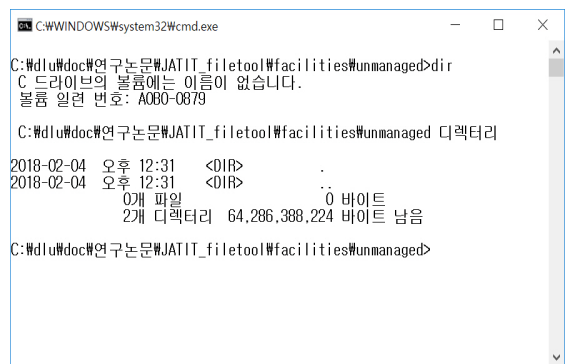 C:₩WINDOWS₩system32₩cmd.exe
C:₩dlu₩doc₩연구논문₩JATIT_filetool₩facilities₩unmanaged>dir
C 드라이브의 볼륨에는 이름이 없습니다.
볼륨 일련 번호: A0B0-0879
C:₩dlu₩doc₩연구논문₩JATIT_filetool₩facilities₩unmanaged 디렉터리
2018-02-04 오후 12:31 <DIR> .
2018-02-04 오후 12:31 <DIR> ..
0개 파일 0 바이트
2개 디렉터리 64,286,388,224 바이트 남음
C:₩dlu₩doc₩연구논문₩JATIT_filetool₩facilities₩unmanaged>